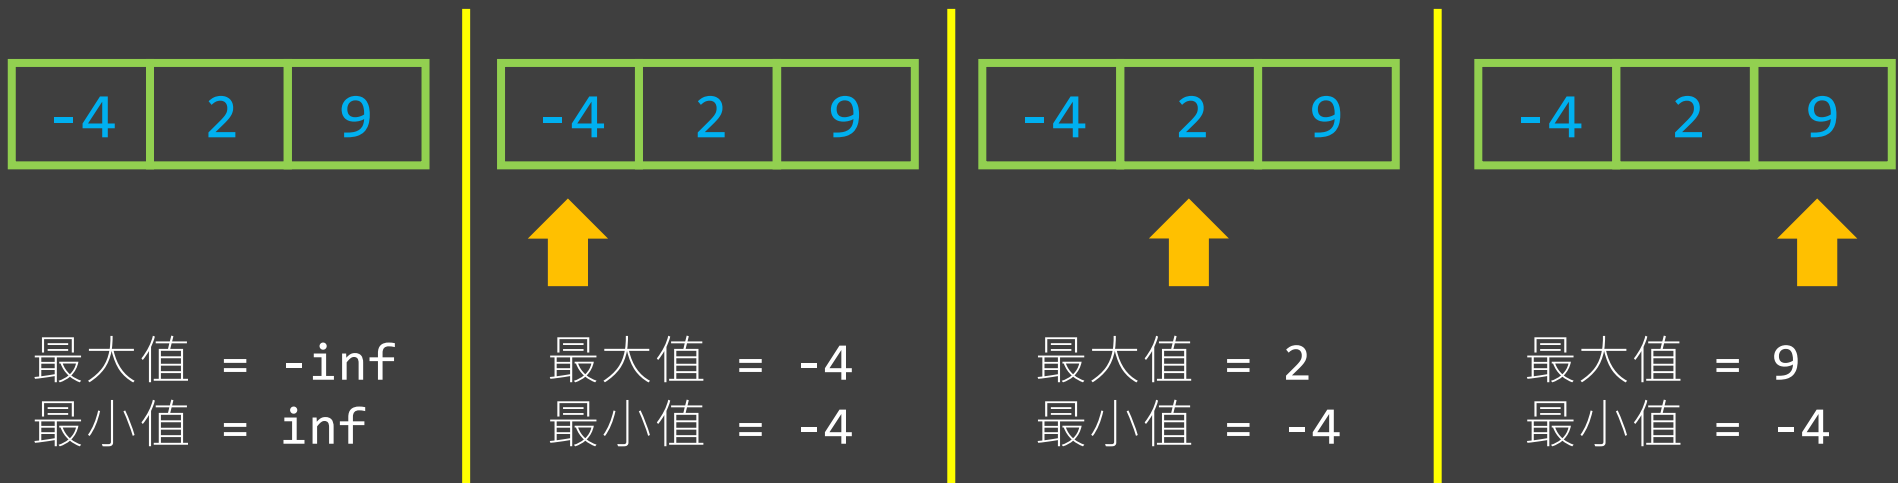 -4 2 9
最大值 = -inf
最小值 = inf
-4 2 9
最大值 = -4
最小值 = -4
-4 2 9
最大值 = 2
最小值 = -4
-4 2 9
最大值 = 9
最小值 = -4